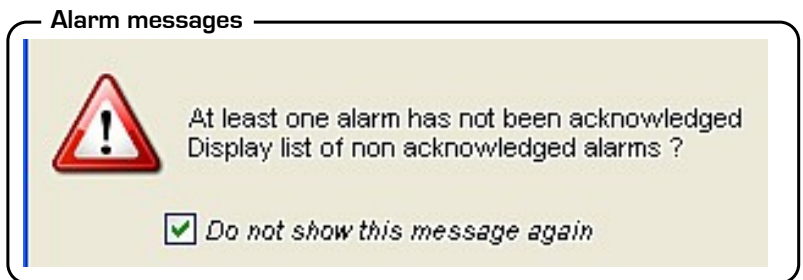 Alarm messages
At least one alarm has not been acknowledged
Display list of non acknowledged alarms ?
Do not show this message again